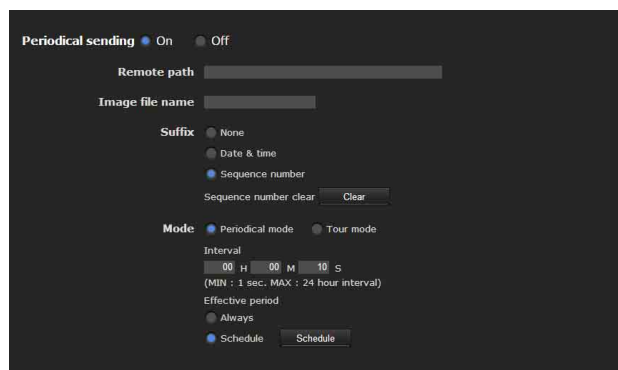 Periodical sending On Off
Remote path
Image file name
Suffix None
Date & time
Sequence number
Sequence number clear Clear
Mode Periodical mode Tour mode
Interval
00 H 00 M 10 S
(MIN : 1 sec. MAX : 24 hour interval)
Effective period
Always
Schedule Schedule